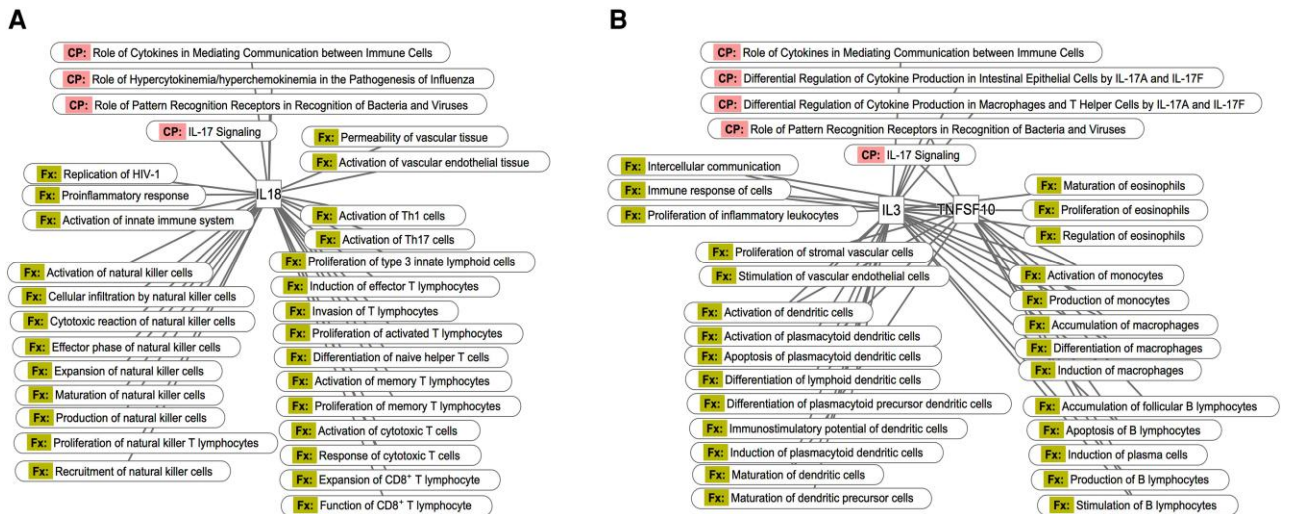 A
CP: Role of Cytokines in Mediating Communication between Immune Cells
CP: Role of Hypercytokinemia/hyperchemokinemia in the Pathogenesis of Influenza
CP: Role of Pattern Recognition Receptors in Recognition of Bacteria and Viruses
CP: IL-17 Signaling
Fx: Permeability of vascular tissue
Fx: Activation of vascular endothelial tissue
Fx: Replication of HIV-1
Fx: Proinflammatory response
Fx: Activation of innate immune system
IL18
Fx: Activation of Th1 cells
Fx: Activation of Th17 cells
Fx: Proliferation of type 3 innate lymphoid cells
Fx: Induction of effector T lymphocytes
Fx: Invasion of T lymphocytes
Fx: Proliferation of activated T lymphocytes
Fx: Differentiation of naive helper T cells
Fx: Activation of memory T lymphocytes
Fx: Proliferation of memory T lymphocytes
Fx: Activation of cytotoxic T cells
Fx: Response of cytotoxic T cells
Fx: Expansion of CD8⁺ T lymphocyte
Fx: Function of CD8⁺ T lymphocyte
Fx: Activation of natural killer cells
Fx: Cellular infiltration by natural killer cells
Fx: Cytotoxic reaction of natural killer cells
Fx: Effector phase of natural killer cells
Fx: Expansion of natural killer cells
Fx: Maturation of natural killer cells
Fx: Production of natural killer cells
Fx: Proliferation of natural killer T lymphocytes
Fx: Recruitment of natural killer cells
B
CP: Role of Cytokines in Mediating Communication between Immune Cells
CP: Differential Regulation of Cytokine Production in Intestinal Epithelial Cells by IL-17A and IL-17F
CP: Differential Regulation of Cytokine Production in Macrophages and T Helper Cells by IL-17A and IL-17F
CP: Role of Pattern Recognition Receptors in Recognition of Bacteria and Viruses
CP: IL-17 Signaling
Fx: Intercellular communication
Fx: Immune response of cells
Fx: Proliferation of inflammatory leukocytes
IL3
TNFSF10
Fx: Maturation of eosinophils
Fx: Proliferation of eosinophils
Fx: Regulation of eosinophils
Fx: Proliferation of stromal vascular cells
Fx: Stimulation of vascular endothelial cells
Fx: Activation of dendritic cells
Fx: Activation of plasmacytoid dendritic cells
Fx: Apoptosis of plasmacytoid dendritic cells
Fx: Differentiation of lymphoid dendritic cells
Fx: Differentiation of plasmacytoid precursor dendritic cells
Fx: Immunostimulatory potential of dendritic cells
Fx: Induction of plasmacytoid dendritic cells
Fx: Maturation of dendritic cells
Fx: Maturation of dendritic precursor cells
Fx: Activation of monocytes
Fx: Production of monocytes
Fx: Accumulation of macrophages
Fx: Differentiation of macrophages
Fx: Induction of macrophages
Fx: Accumulation of follicular B lymphocytes
Fx: Apoptosis of B lymphocytes
Fx: Induction of plasma cells
Fx: Production of B lymphocytes
Fx: Stimulation of B lymphocytes